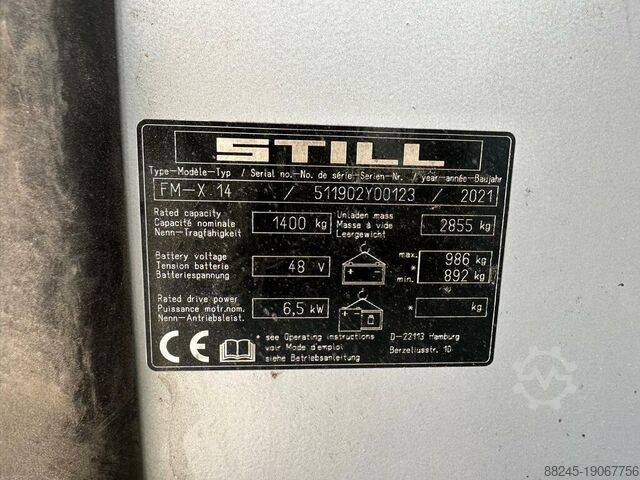 STILL
Type-Modèle-Typ / Serial no.-No. de série-Serien-Nr. / year-année-Baujahr
FM-X 14 / 511902Y00123 / 2021
Rated capacity
Capacité nominale
Nenn-Tragfähigkeit
1400 kg
Unladen mass
Masse à vide
Leergewicht
2855 kg
Battery voltage
Tension batterie
Batteriespannung
48 V
max. 986 kg
*
min. 892 kg
Rated drive power
Puissance motr.nom.
Nenn-Antriebsleist.
6,5 kW
* kg
CE
* see Operating instructions
voir Mode d'emploi
siehe Betriebsanleitung
D-22113 Hamburg
Berzeliusstr. 10
88245-19067756